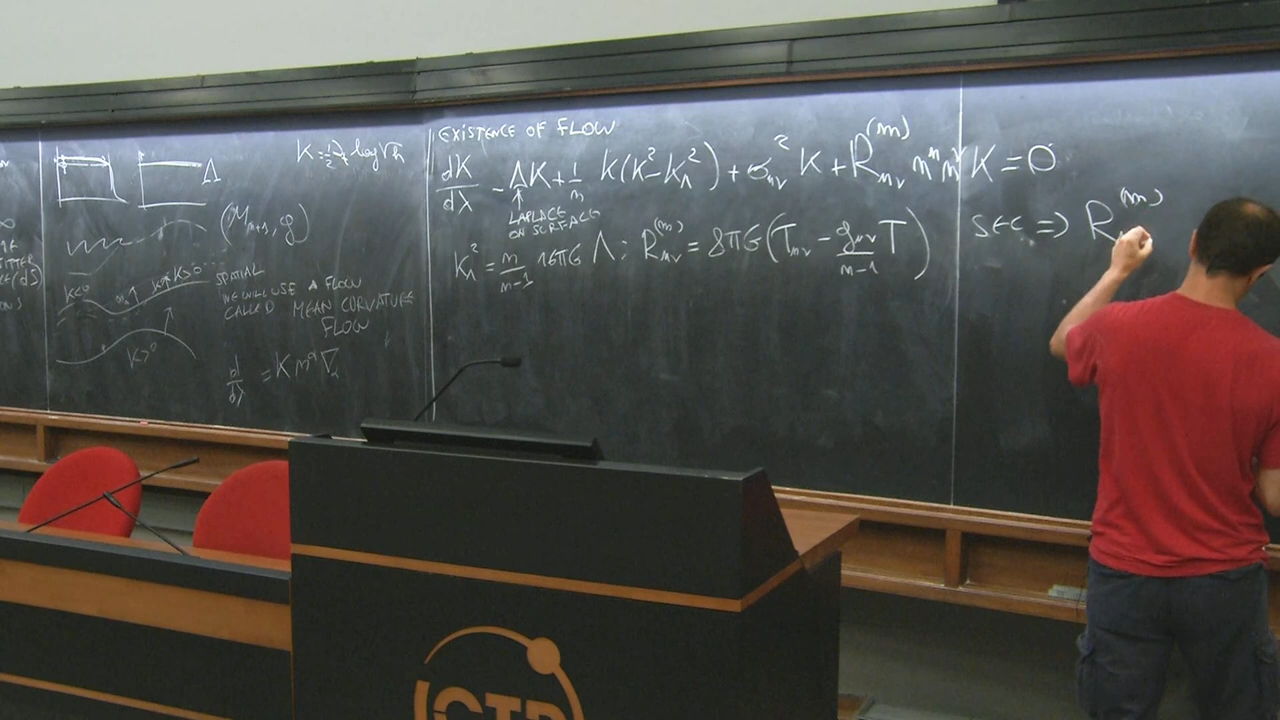 K = 1/2 ∂_t log √h
Λ
(M_{n+1}, g)
K<0
K>0
SPATIAL
WE WILL USE A FLOW
CALLED MEAN CURVATURE
FLOW
K>0
d/dλ = K n^α ∇_α
EXISTENCE OF FLOW
dK/dλ - ΔK + 1/n K(K² - K_Λ²) + σ_{μν}² K + R_{μν}^{(m)} n^μ n^ν K = 0
LAPLACE
ON SURFACE
K_Λ² = n/(n-1) 16πG Λ ; R_{μν}^{(m)} = 8πG (T_{μν} - g_{μν}/(n-1) T)
SEC ⇒ R^{(m)}
ICTP